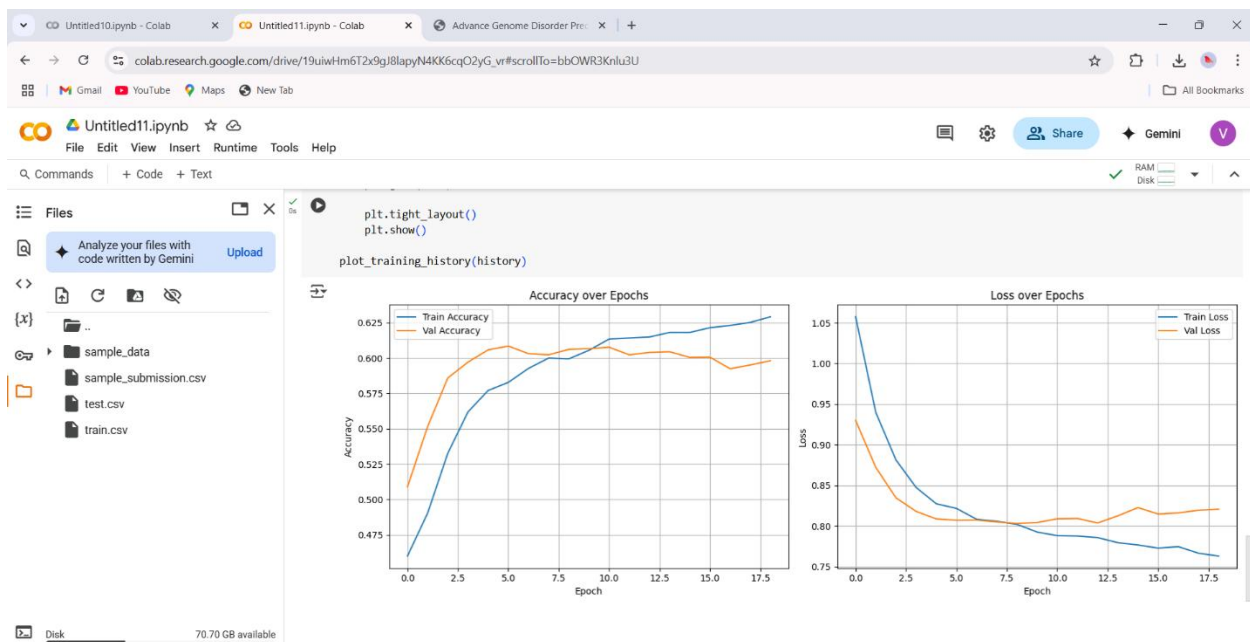 Untitled10.ipynb - Colab
Untitled11.ipynb - Colab
Advance Genome Disorder Prec
colab.research.google.com/drive/19uiwHm6T2x9gJ8lapyN4KK6cqO2yG_vr#scrollTo=bbOWR3Knlu3U
Gmail YouTube Maps New Tab All Bookmarks
CO Untitled11.ipynb
File Edit View Insert Runtime Tools Help
Share Gemini V
Commands + Code + Text
RAM
Disk
Files
Analyze your files with
code written by Gemini
Upload
{x}
..
sample_data
sample_submission.csv
test.csv
train.csv
Disk 70.70 GB available
0s
plt.tight_layout()
plt.show()
plot_training_history(history)
Accuracy over Epochs
Train Accuracy
Val Accuracy
0.625
0.600
0.575
0.550
0.525
0.500
0.475
Accuracy
0.0 2.5 5.0 7.5 10.0 12.5 15.0 17.5
Epoch
Loss over Epochs
Train Loss
Val Loss
1.05
1.00
0.95
0.90
0.85
0.80
0.75
Loss
0.0 2.5 5.0 7.5 10.0 12.5 15.0 17.5
Epoch